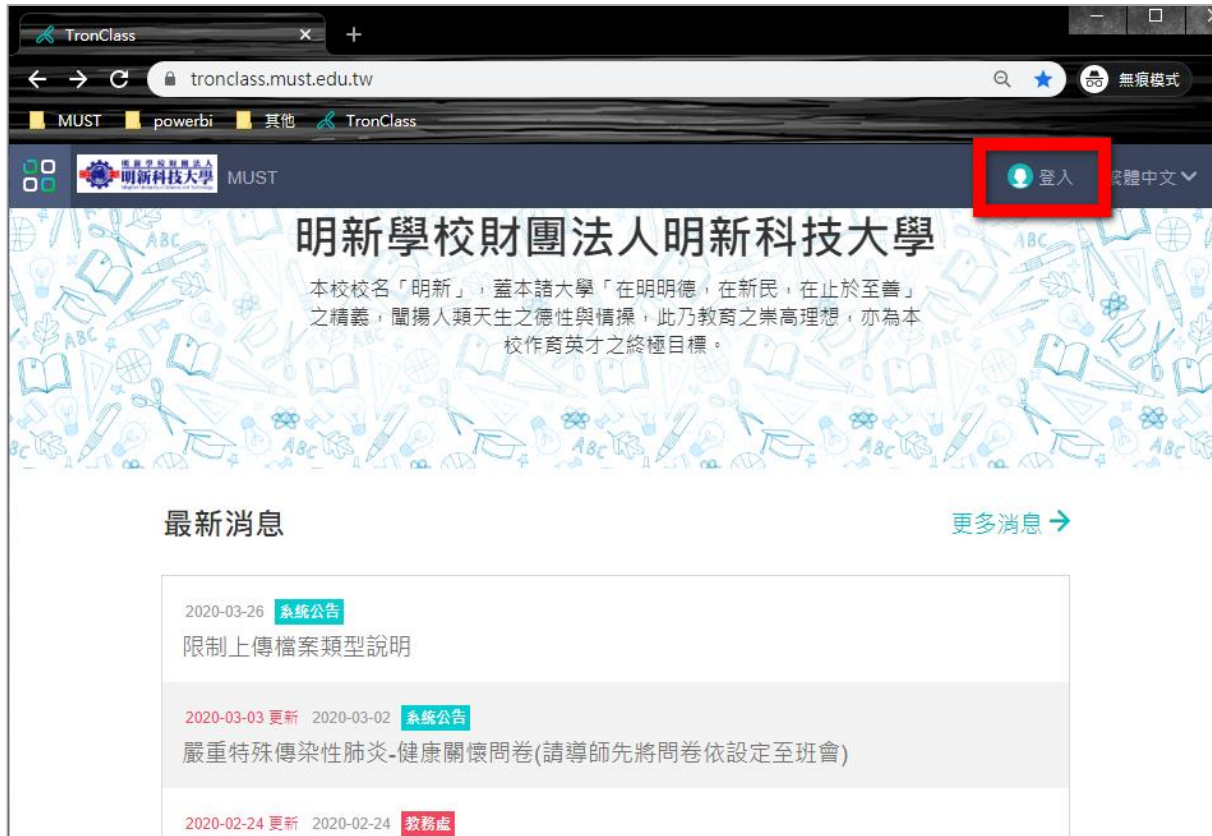 TronClass
tronclass.must.edu.tw
無痕模式
MUST powerbi 其他 TronClass
明新學校財團法人
明新科技大學 MUST 登入 繁體中文
明新學校財團法人明新科技大學
本校校名「明新」，蓋本諸大學「在明明德，在新民，在止於至善」
之精義，闡揚人類天生之德性與情操，此乃教育之崇高理想，亦為本
校作育英才之終極目標。
最新消息 更多消息
2020-03-26 系統公告
限制上傳檔案類型說明
2020-03-03 更新 2020-03-02 系統公告
嚴重特殊傳染性肺炎-健康關懷問卷(請導師先將問卷依設定至班會)
2020-02-24 更新 2020-02-24 教務處